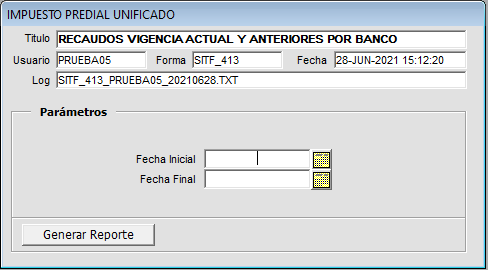 IMPUESTO PREDIAL UNIFICADO
Titulo RECAUDOS VIGENCIA ACTUAL Y ANTERIORES POR BANCO
Usuario PRUEBA05 Forma SITF_413 Fecha 28-JUN-2021 15:12:20
Log SITF_413_PRUEBA05_20210628.TXT
Parámetros
Fecha Inicial
Fecha Final
Generar Reporte